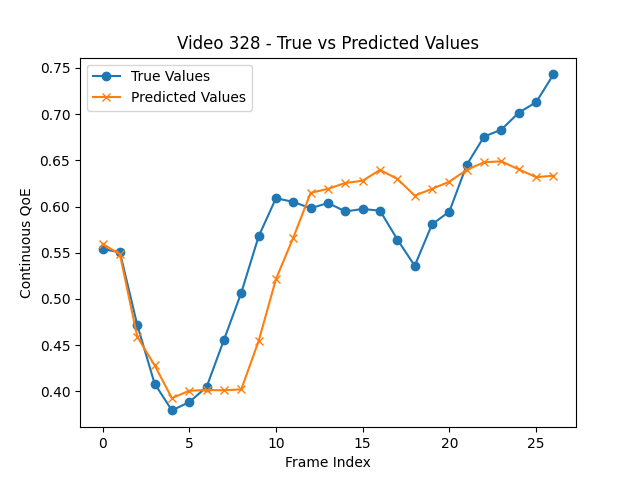 Video 328 - True vs Predicted Values
True Values
Predicted Values
Continuous QoE
0.75
0.70
0.65
0.60
0.55
0.50
0.45
0.40
0 5 10 15 20 25
Frame Index